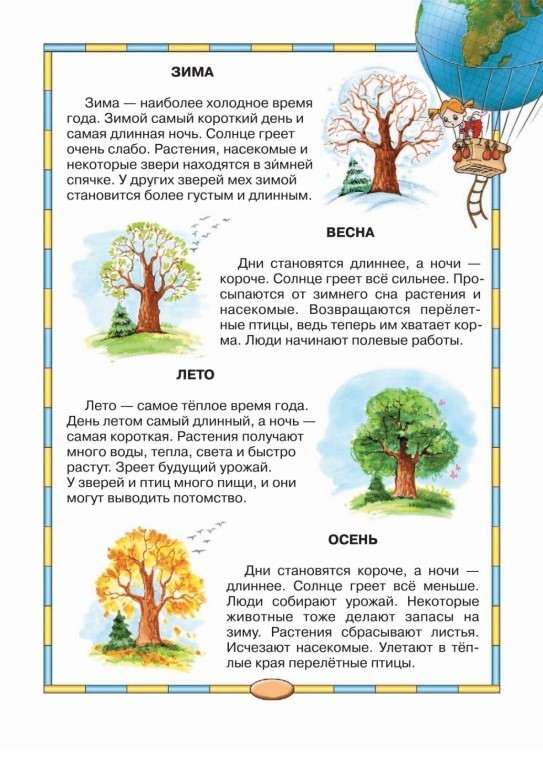 ЗИМА
Зима — наиболее холодное время
года. Зимой самый короткий день и
самая длинная ночь. Солнце греет
очень слабо. Растения, насекомые и
некоторые звери находятся в зи́мней
спячке. У других зверей мех зимой
становится более густым и длинным.
ВЕСНА
Дни становятся длиннее, а ночи —
короче. Солнце греет всё сильнее. Про-
сыпаются от зимнего сна растения и
насекомые. Возвращаются перёлет-
ные птицы, ведь теперь им хватает кор-
ма. Люди начинают полевые работы.
ЛЕТО
Лето — самое тёплое время года.
День летом самый длинный, а ночь —
самая короткая. Растения получают
много воды, тепла, света и быстро
растут. Зреет будущий урожай.
У зверей и птиц много пищи, и они
могут выводить потомство.
ОСЕНЬ
Дни становятся короче, а ночи —
длиннее. Солнце греет всё меньше.
Люди собирают урожай. Некоторые
животные тоже делают запасы на
зиму. Растения сбрасывают листья.
Исчезают насекомые. Улетают в тёп-
лые края перелётные птицы.